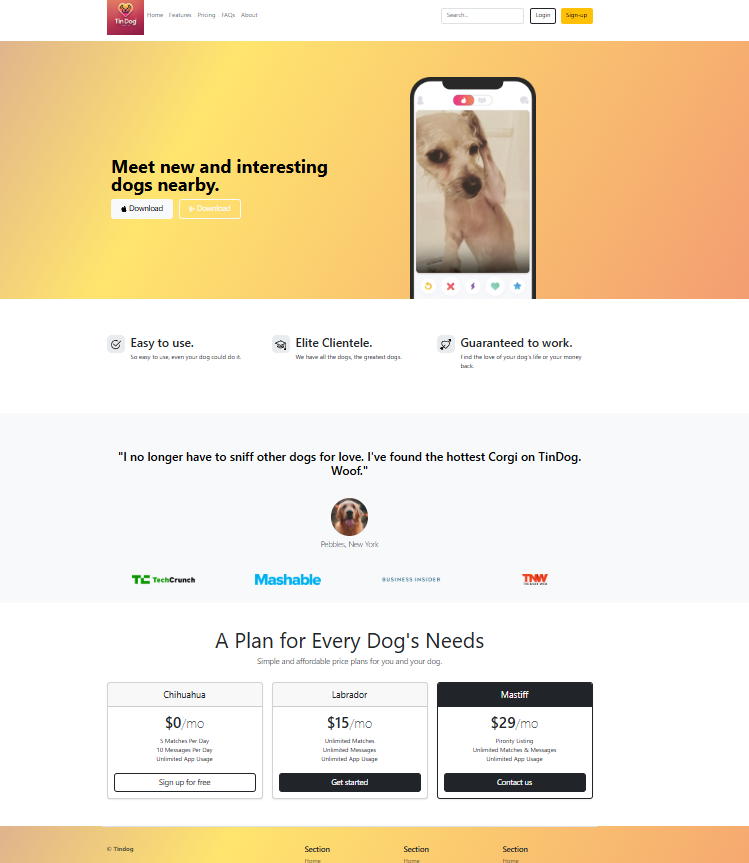 Tin Dog
Home Features Pricing FAQs About
Search...
Login
Sign-up
Meet new and interesting
dogs nearby.
Download
Download
Easy to use.
So easy to use, even your dog could do it.
Elite Clientele.
We have all the dogs, the greatest dogs.
Guaranteed to work.
Find the love of your dog's life or your money
back.
"I no longer have to sniff other dogs for love. I've found the hottest Corgi on TinDog.
Woof."
Pebbles, New York
TC TechCrunch
Mashable
BUSINESS INSIDER
TNW
A Plan for Every Dog's Needs
Simple and affordable price plans for you and your dog.
Chihuahua
$0/mo
5 Matches Per Day
10 Messages Per Day
Unlimited App Usage
Sign up for free
Labrador
$15/mo
Unlimited Matches
Unlimited Messages
Unlimited App Usage
Get started
Mastiff
$29/mo
Pirority Listing
Unlimited Matches & Messages
Unlimited App Usage
Contact us
© Tindog
Section
Home
Section
Home
Section
Home